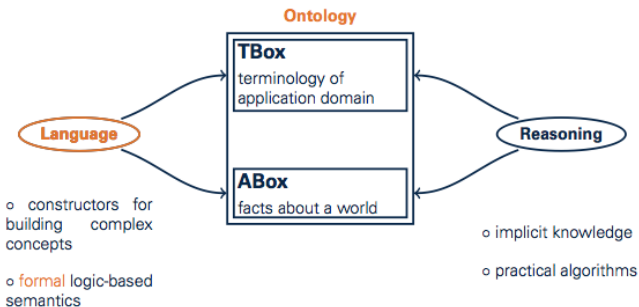 Ontology
TBox
terminology of
application domain
Language
Reasoning
ABox
facts about a world
○ constructors for
building complex
concepts
○ formal logic-based
semantics
○ implicit knowledge
○ practical algorithms